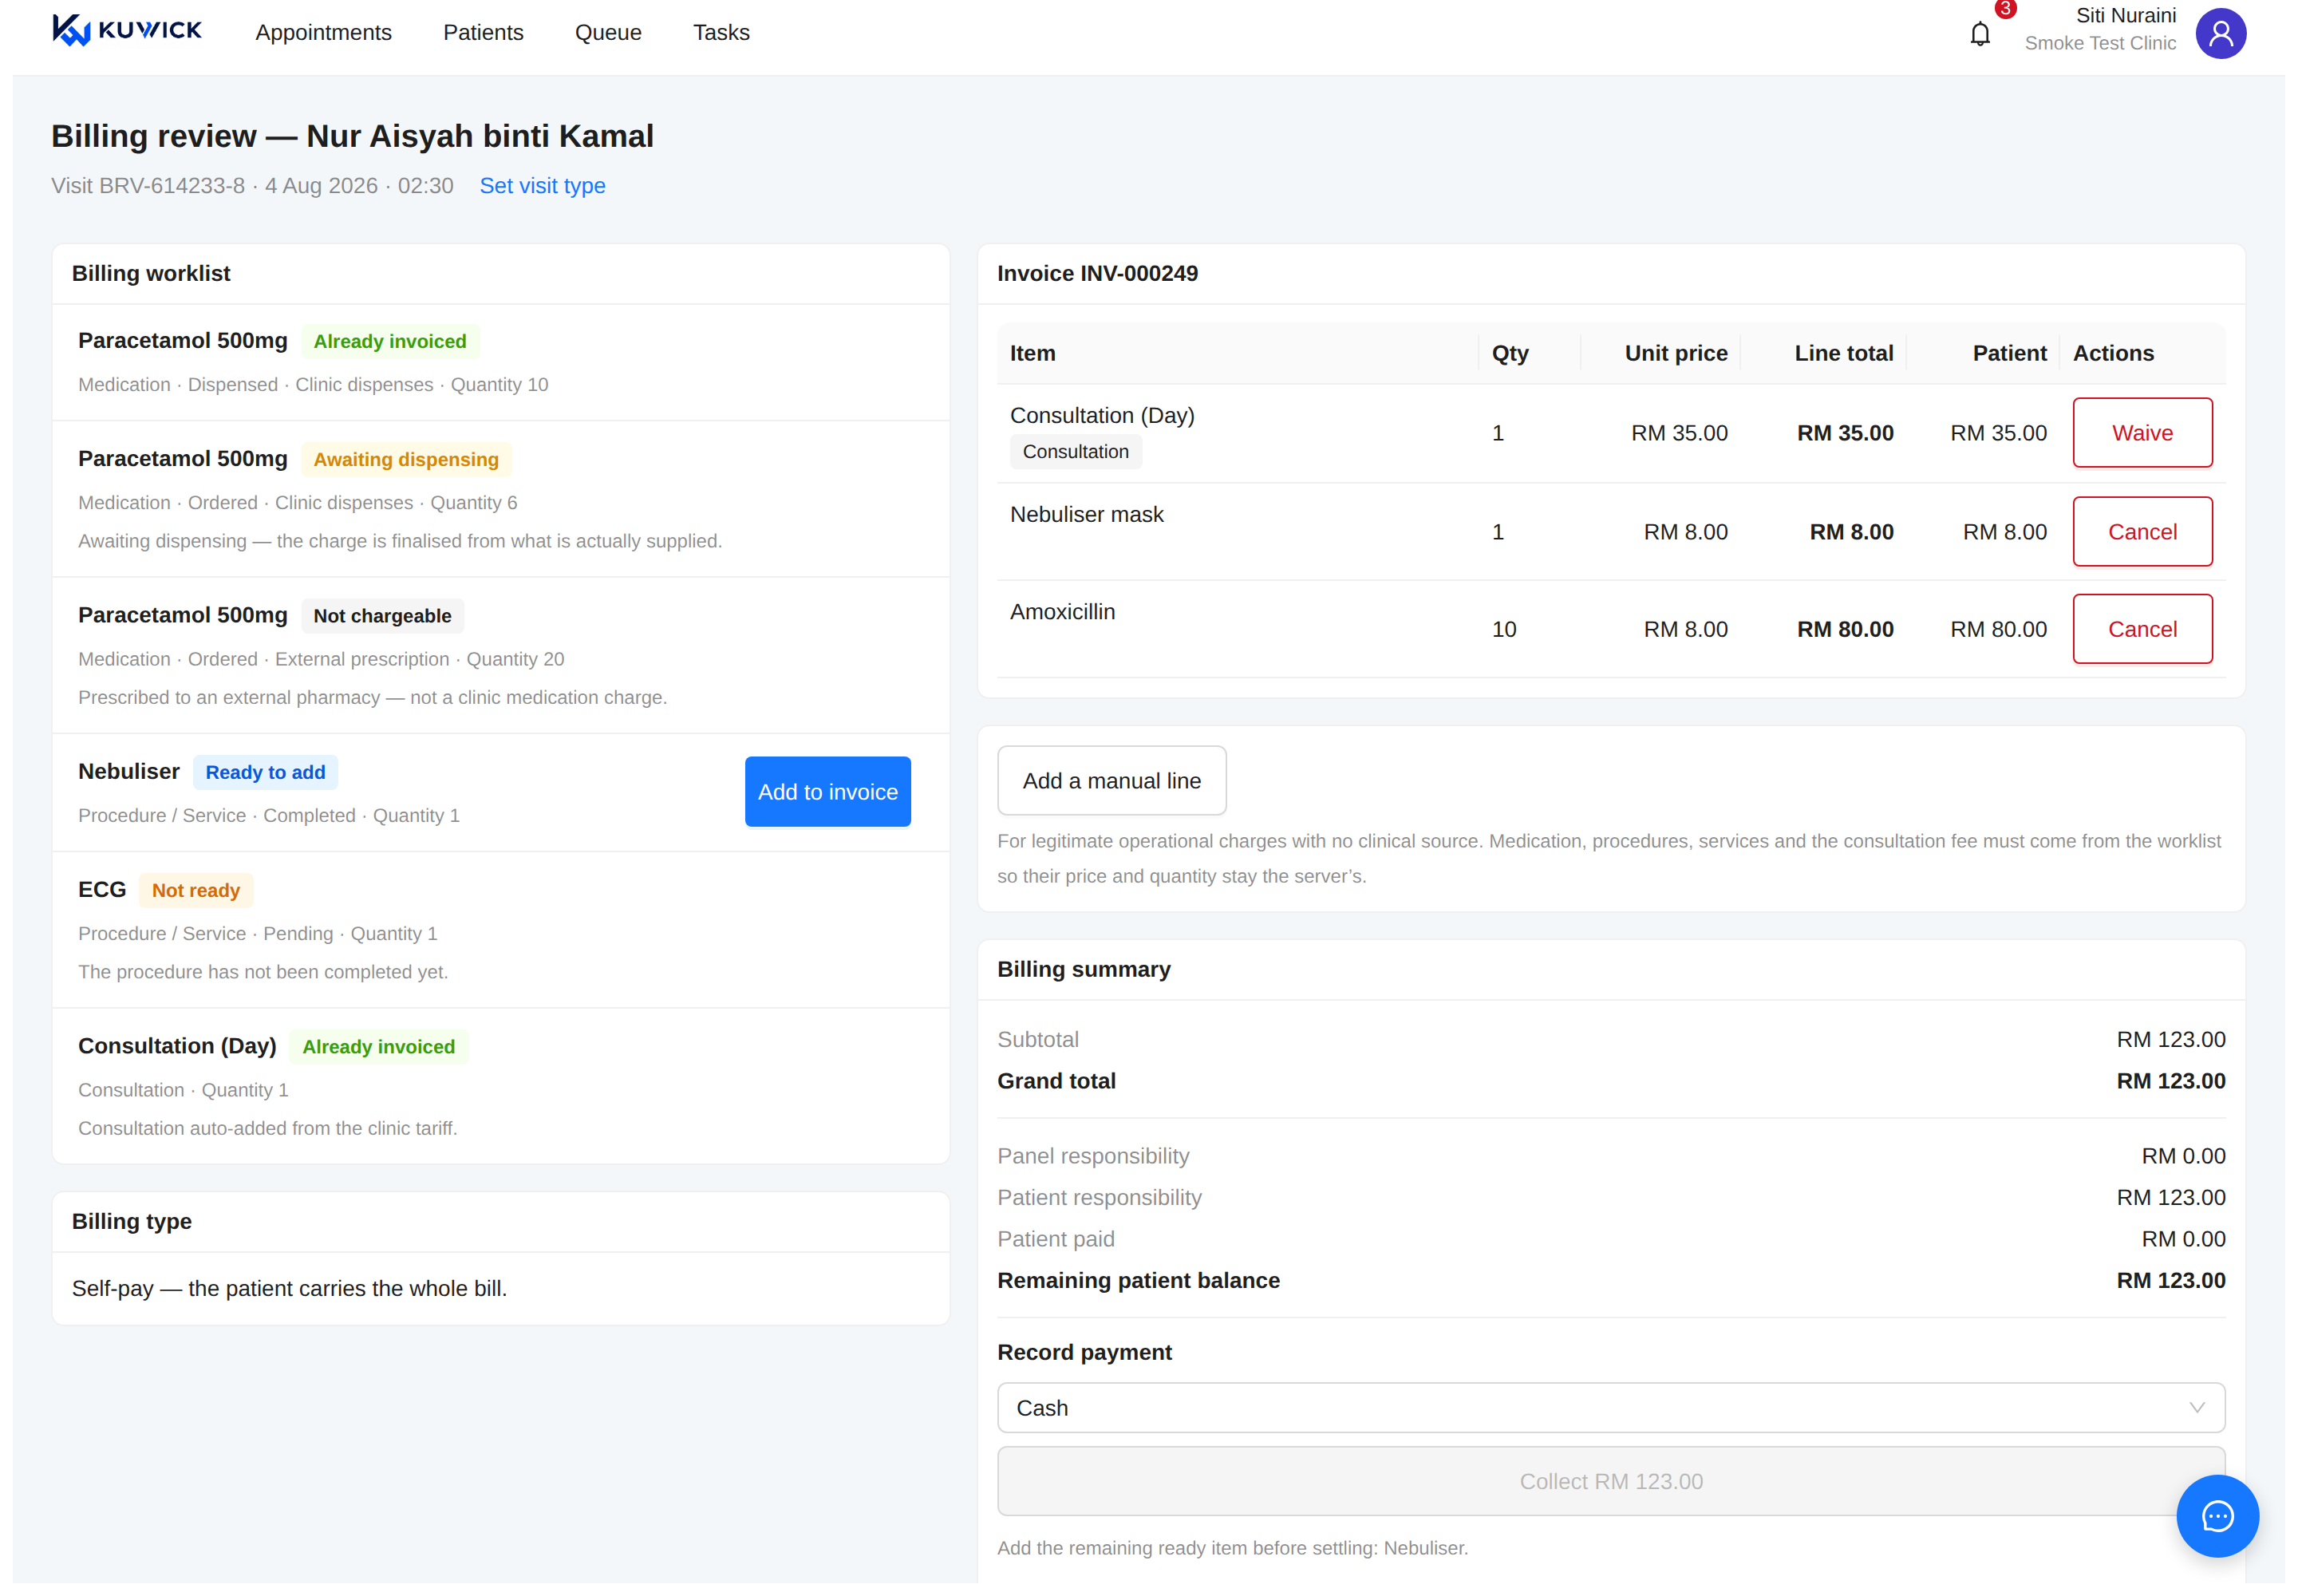 KUWICK
Appointments
Patients
Queue
Tasks
3
Siti Nuraini
Smoke Test Clinic
Billing review — Nur Aisyah binti Kamal
Visit BRV-614233-8 · 4 Aug 2026 · 02:30 Set visit type
Billing worklist
Paracetamol 500mg Already invoiced
Medication · Dispensed · Clinic dispenses · Quantity 10
Paracetamol 500mg Awaiting dispensing
Medication · Ordered · Clinic dispenses · Quantity 6
Awaiting dispensing — the charge is finalised from what is actually supplied.
Paracetamol 500mg Not chargeable
Medication · Ordered · External prescription · Quantity 20
Prescribed to an external pharmacy — not a clinic medication charge.
Nebuliser Ready to add
Procedure / Service · Completed · Quantity 1
Add to invoice
ECG Not ready
Procedure / Service · Pending · Quantity 1
The procedure has not been completed yet.
Consultation (Day) Already invoiced
Consultation · Quantity 1
Consultation auto-added from the clinic tariff.
Billing type
Self-pay — the patient carries the whole bill.
Invoice INV-000249
Item Qty Unit price Line total Patient Actions
Consultation (Day)
Consultation
1 RM 35.00 RM 35.00 RM 35.00 Waive
Nebuliser mask
1 RM 8.00 RM 8.00 RM 8.00 Cancel
Amoxicillin
10 RM 8.00 RM 80.00 RM 80.00 Cancel
Add a manual line
For legitimate operational charges with no clinical source. Medication, procedures, services and the consultation fee must come from the worklist
so their price and quantity stay the server’s.
Billing summary
Subtotal RM 123.00
Grand total RM 123.00
Panel responsibility RM 0.00
Patient responsibility RM 123.00
Patient paid RM 0.00
Remaining patient balance RM 123.00
Record payment
Cash
Collect RM 123.00
Add the remaining ready item before settling: Nebuliser.